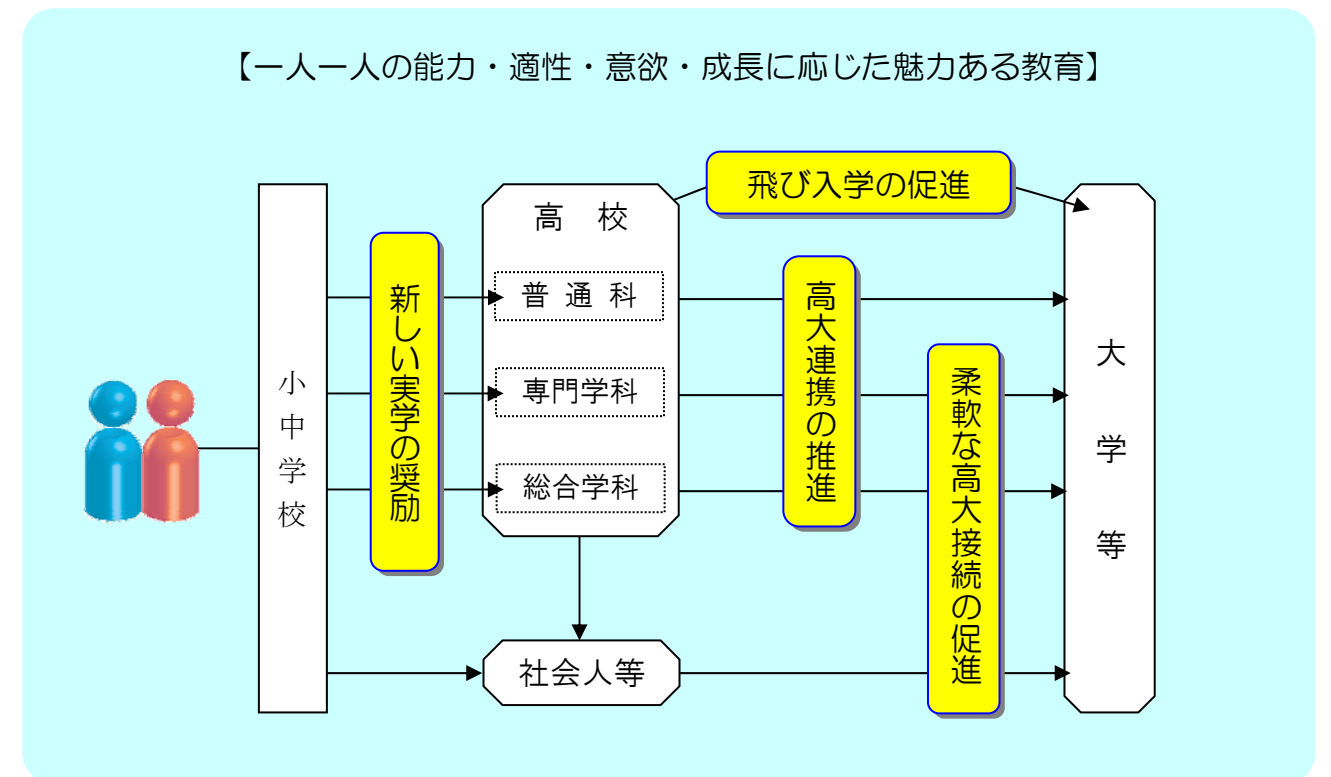 【一人一人の能力・適性・意欲・成長に応じた魅力ある教育】
飛び入学の促進
小中学校
新しい実学の奨励
高　校
普 通 科
専門学科
総合学科
社会人等
高大連携の推進
柔軟な高大接続の促進
大 学 等